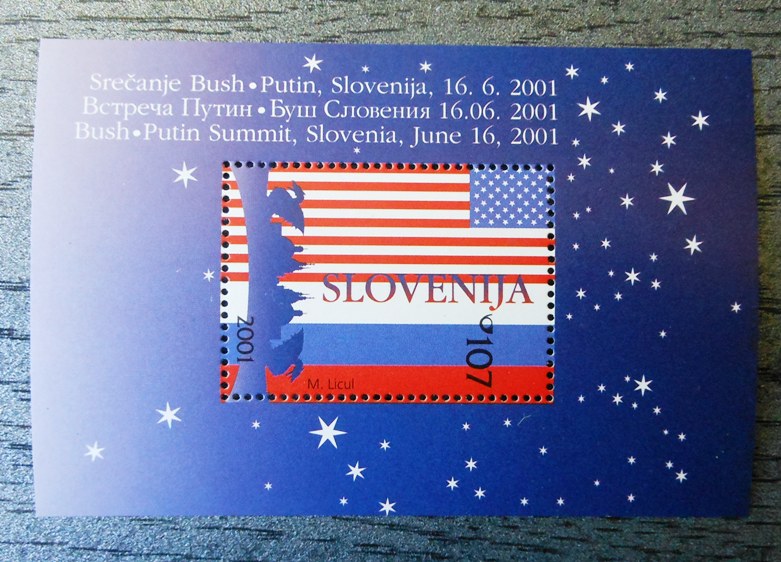 Srečanje Bush • Putin, Slovenija, 16. 6. 2001
Встреча Путин • Буш Словения 16.06. 2001
Bush • Putin Summit, Slovenia, June 16, 2001
SLOVENIJA
2001
107
M. Licul